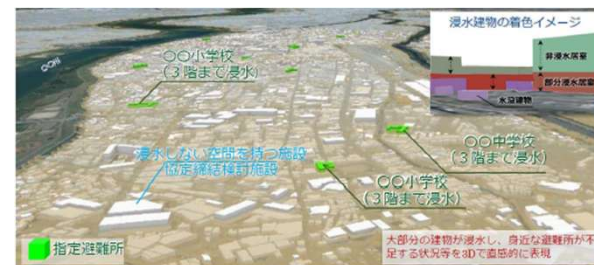 浸水建物の着色イメージ
非浸水居室
部分浸水居室
水没建物
〇〇小学校
(３階まで浸水)
〇〇中学校
(３階まで浸水)
浸水しない空間を持つ施設
協定締結検討施設
〇〇小学校
(３階まで浸水)
指定避難所
大部分の建物が浸水し、身近な避難所が不
足する状況等を3Dで直感的に表現